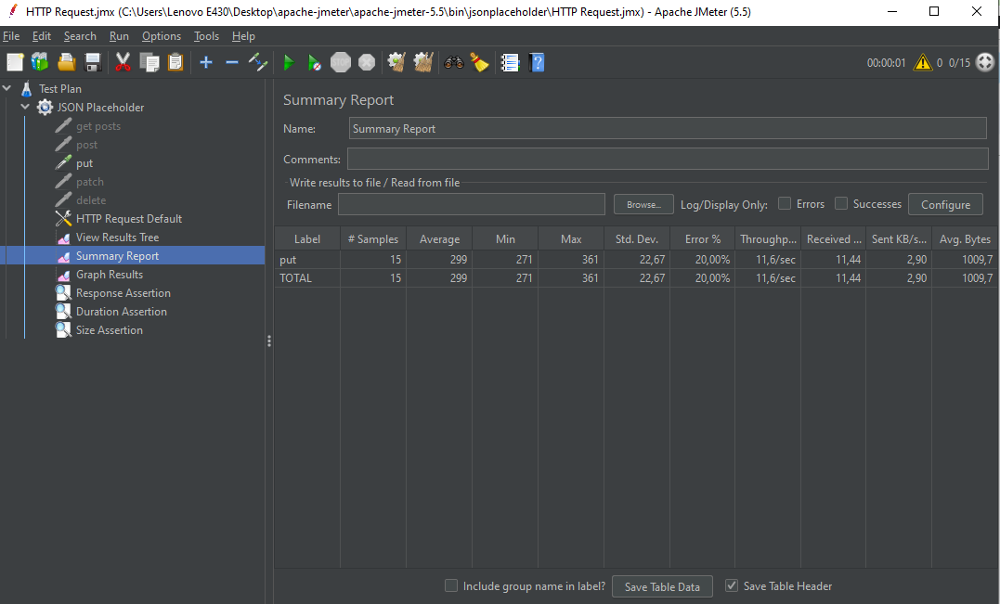 HTTP Request.jmx (C:\Users\Lenovo E430\Desktop\apache-jmeter\apache-jmeter-5.5\bin\jsonplaceholder\HTTP Request.jmx) - Apache JMeter (5.5)
File Edit Search Run Options Tools Help
00:00:01 0 0/15
Test Plan
JSON Placeholder
get posts
post
put
patch
delete
HTTP Request Default
View Results Tree
Summary Report
Graph Results
Response Assertion
Duration Assertion
Size Assertion
Summary Report
Name: Summary Report
Comments:
Write results to file / Read from file
Filename Browse... Log/Display Only: Errors Successes Configure
Label # Samples Average Min Max Std. Dev. Error % Throughp... Received ... Sent KB/s... Avg. Bytes
put 15 299 271 361 22,67 20,00% 11,6/sec 11,44 2,90 1009,7
TOTAL 15 299 271 361 22,67 20,00% 11,6/sec 11,44 2,90 1009,7
Include group name in label? Save Table Data Save Table Header